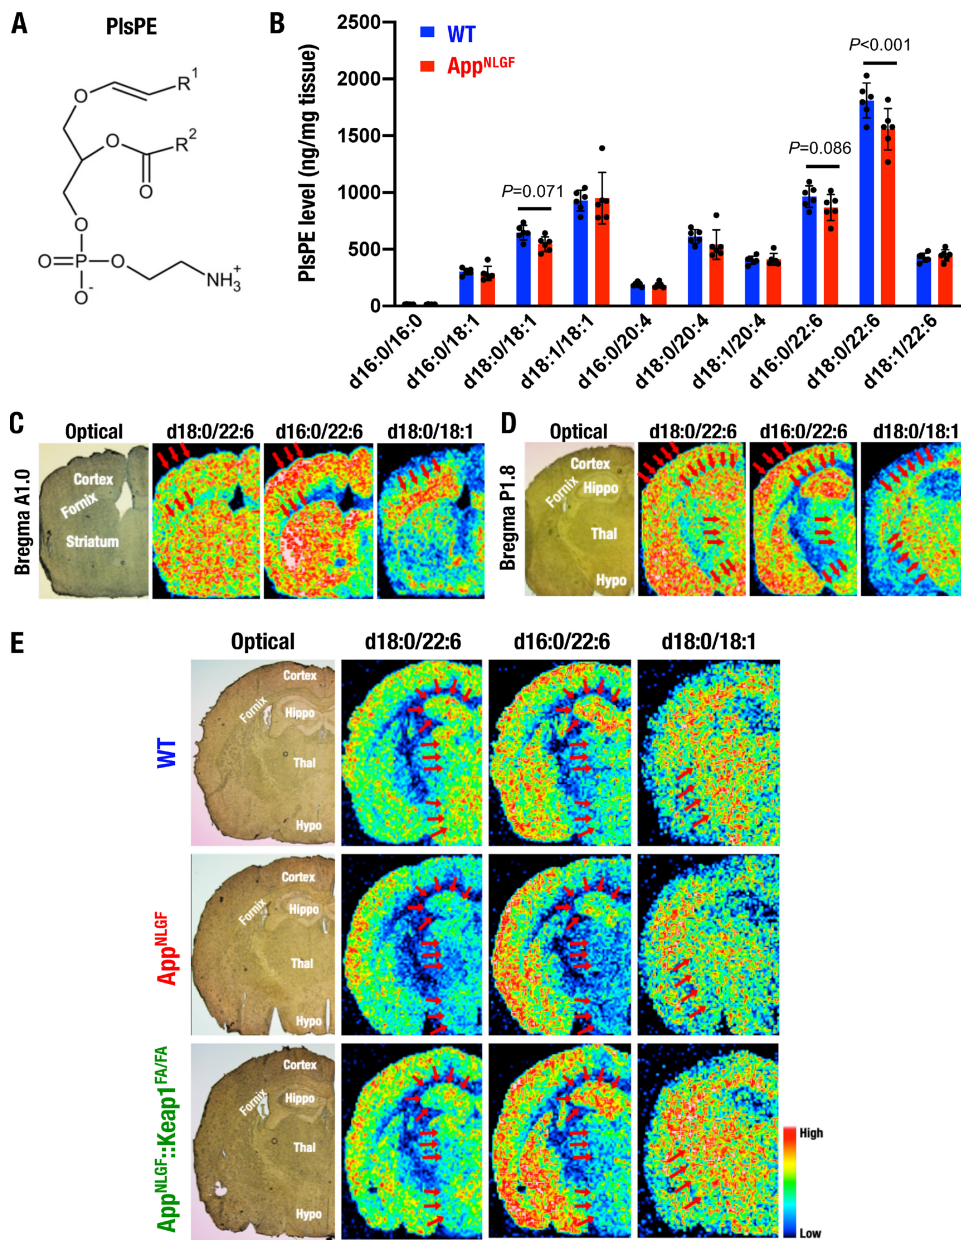 A
PlsPE
O
R1
O
R2
O
O
O
P
O
O-
NH3+
B
WT
AppNLGF
PlsPE level (ng/mg tissue)
2500
2000
1500
1000
500
0
P=0.071
P=0.086
P<0.001
d16:0/16:0
d16:0/18:1
d18:0/18:1
d18:1/18:1
d16:0/20:4
d18:0/20:4
d18:1/20:4
d16:0/22:6
d18:0/22:6
d18:1/22:6
C
Optical
d18:0/22:6
d16:0/22:6
d18:0/18:1
Bregma A1.0
Cortex
Fornix
Striatum
D
Optical
d18:0/22:6
d16:0/22:6
d18:0/18:1
Bregma P1.8
Cortex
Fornix
Hippo
Thal
Hypo
E
Optical
d18:0/22:6
d16:0/22:6
d18:0/18:1
WT
Cortex
Fornix
Hippo
Thal
Hypo
AppNLGF
Cortex
Fornix
Hippo
Thal
Hypo
AppNLGF::Keap1FA/FA
Cortex
Fornix
Hippo
Thal
Hypo
High
Low